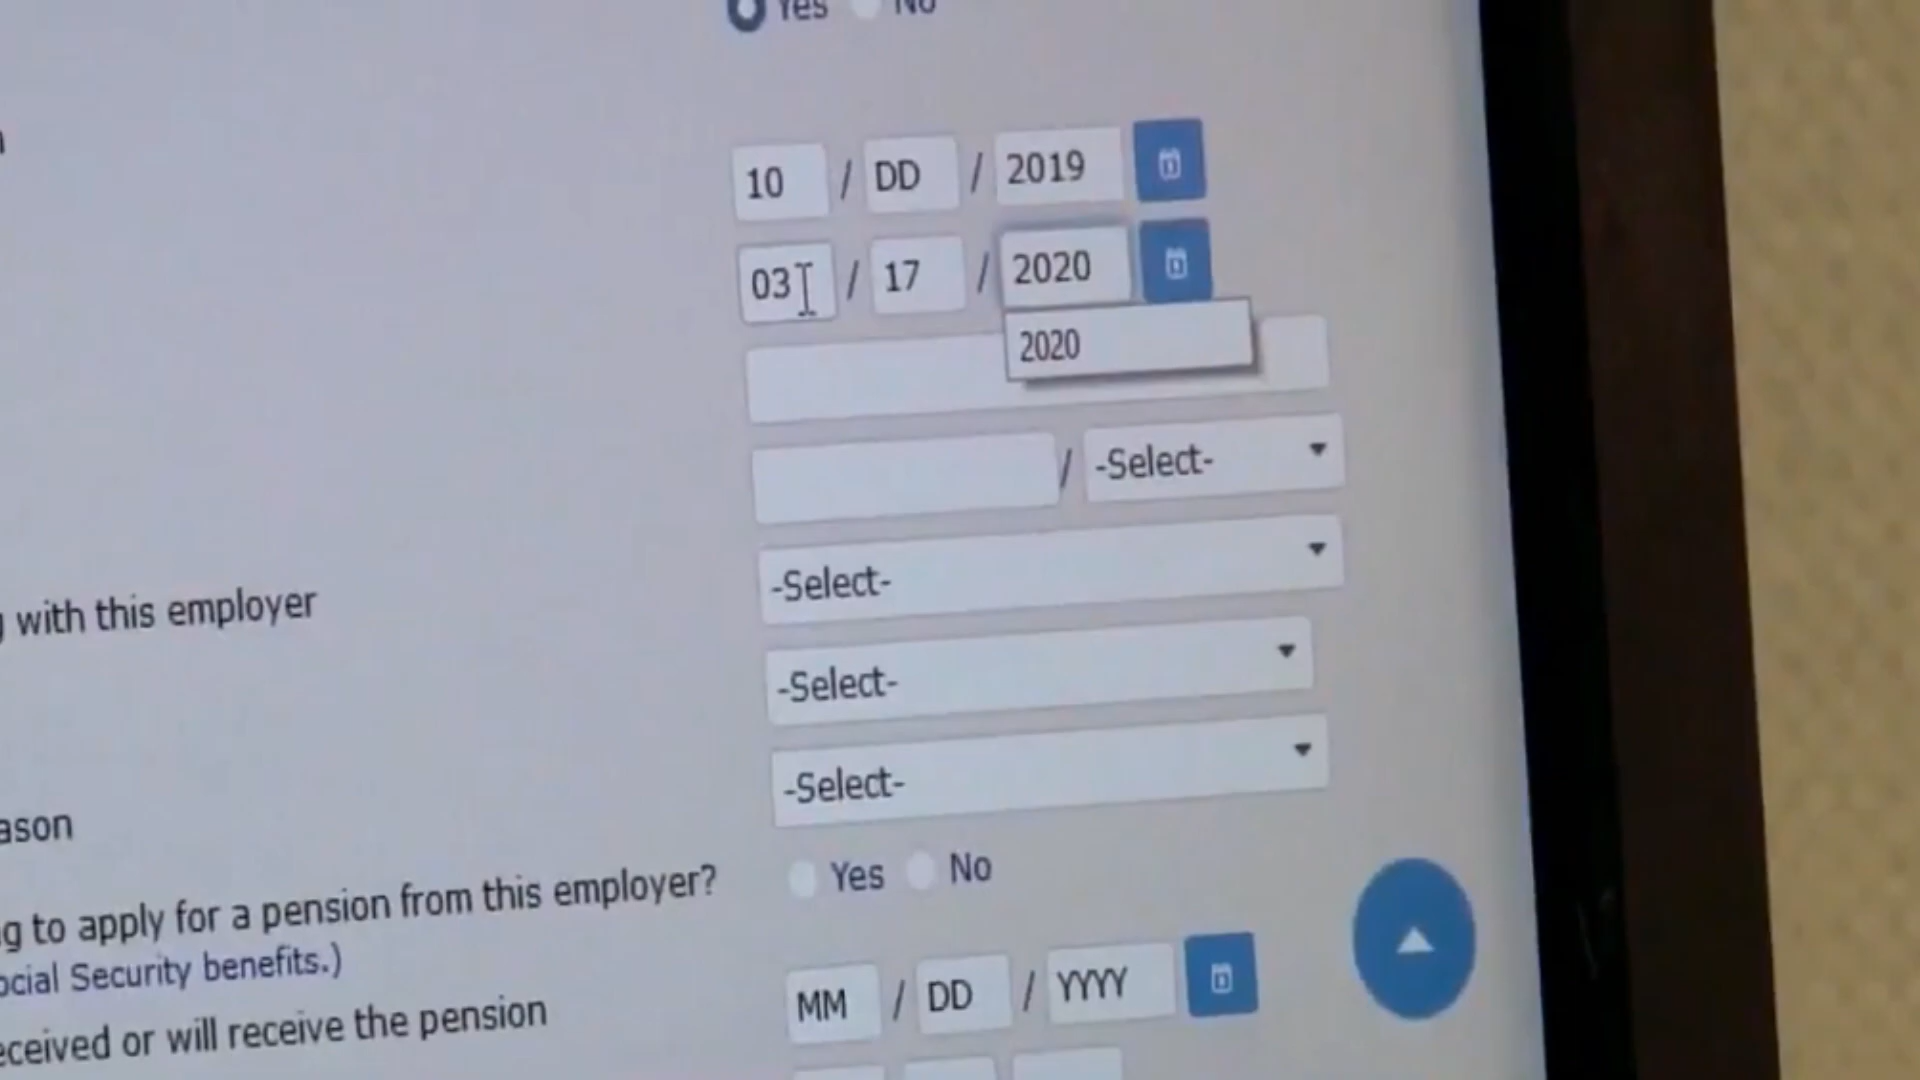 Yes No
10 / DD / 2019
03 / 17 / 2020
2020
/ -Select-
-Select-
with this employer
-Select-
-Select-
ason
Yes No
g to apply for a pension from this employer?
ocial Security benefits.)
MM / DD / YYYY
eceived or will receive the pension